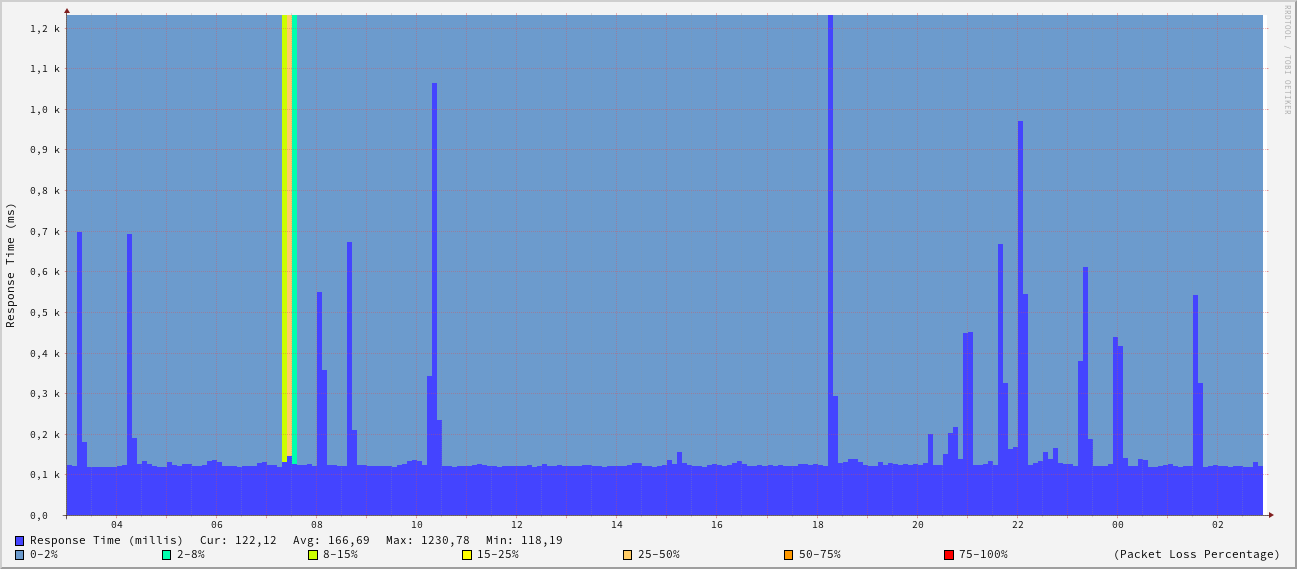 RRDTOOL / TOBI OETIKER
Response Time (ms)
1,2 k
1,1 k
1,0 k
0,9 k
0,8 k
0,7 k
0,6 k
0,5 k
0,4 k
0,3 k
0,2 k
0,1 k
0,0
04 06 08 10 12 14 16 18 20 22 00 02
Response Time (millis) Cur: 122,12 Avg: 166,69 Max: 1230,78 Min: 118,19
0-2% 2-8% 8-15% 15-25% 25-50% 50-75% 75-100% (Packet Loss Percentage)